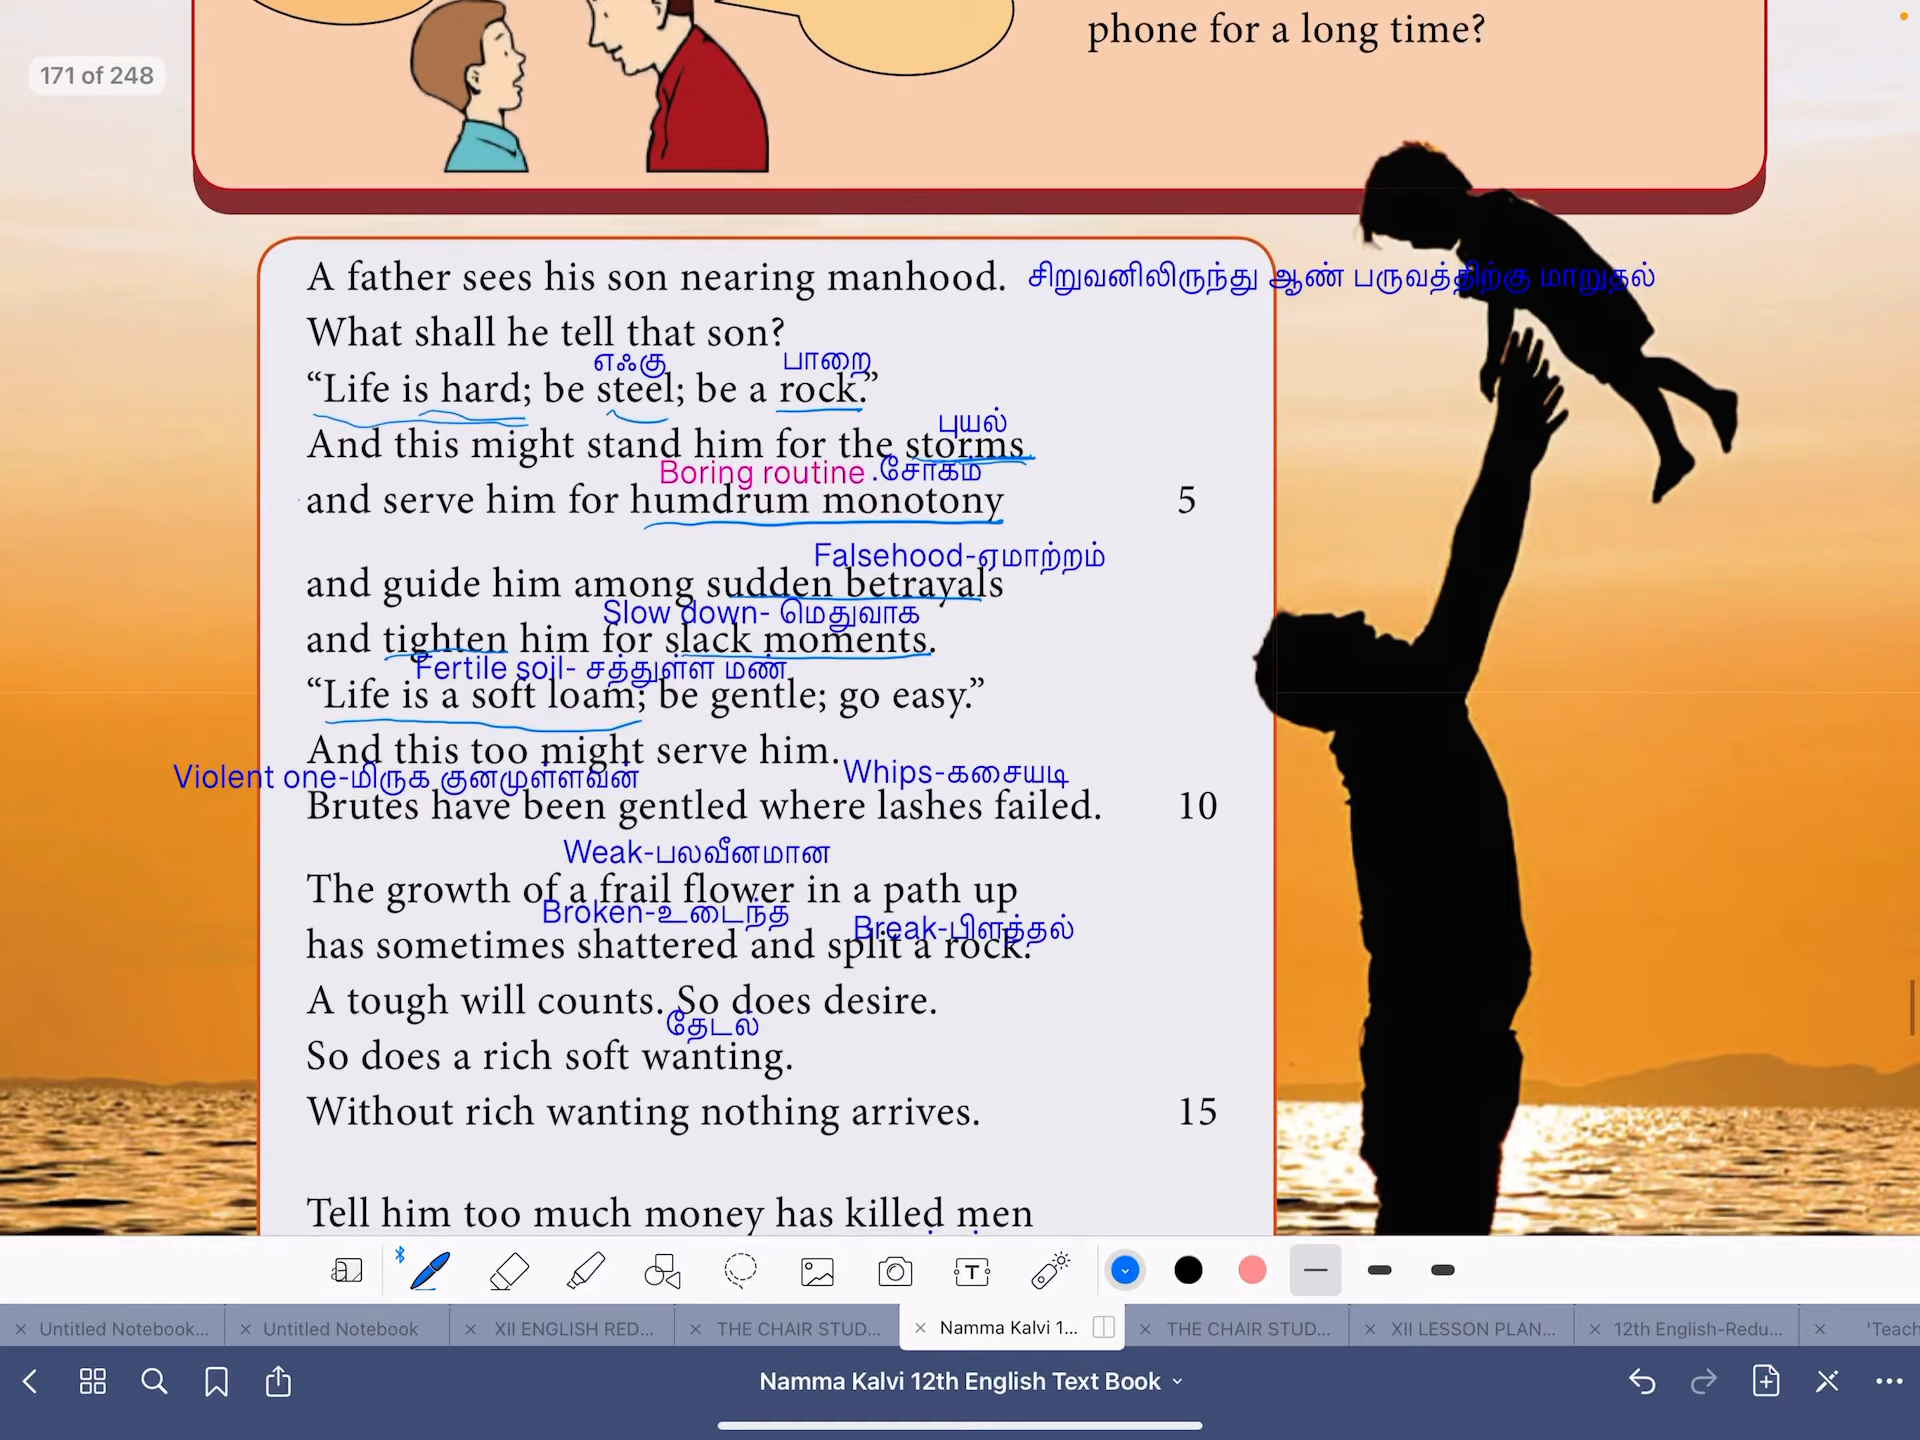 phone for a long time?
171 of 248
A father sees his son nearing manhood. சிறுவனிலிருந்து ஆண் பருவத்திற்கு மாறுதல்
What shall he tell that son?
எஃகு பாறை
“Life is hard; be steel; be a rock.”
புயல்
And this might stand him for the storms
Boring routine .சோகம்
and serve him for humdrum monotony 5
Falsehood-ஏமாற்றம்
and guide him among sudden betrayals
Slow down- மெதுவாக
and tighten him for slack moments.
Fertile soil- சத்துள்ள மண்
“Life is a soft loam; be gentle; go easy.”
And this too might serve him.
Violent one-மிருக குனமுள்ளவன் Whips-கசையடி
Brutes have been gentled where lashes failed. 10
Weak-பலவீனமான
The growth of a frail flower in a path up
Broken-உடைந்த Break-பிளத்தல்
has sometimes shattered and split a rock.
A tough will counts. So does desire.
தேடல்
So does a rich soft wanting.
Without rich wanting nothing arrives. 15
Tell him too much money has killed men
Untitled Notebook... Untitled Notebook XII ENGLISH RED... THE CHAIR STUD... Namma Kalvi 1... THE CHAIR STUD... XII LESSON PLAN... 12th English-Redu... 'Teach
Namma Kalvi 12th English Text Book